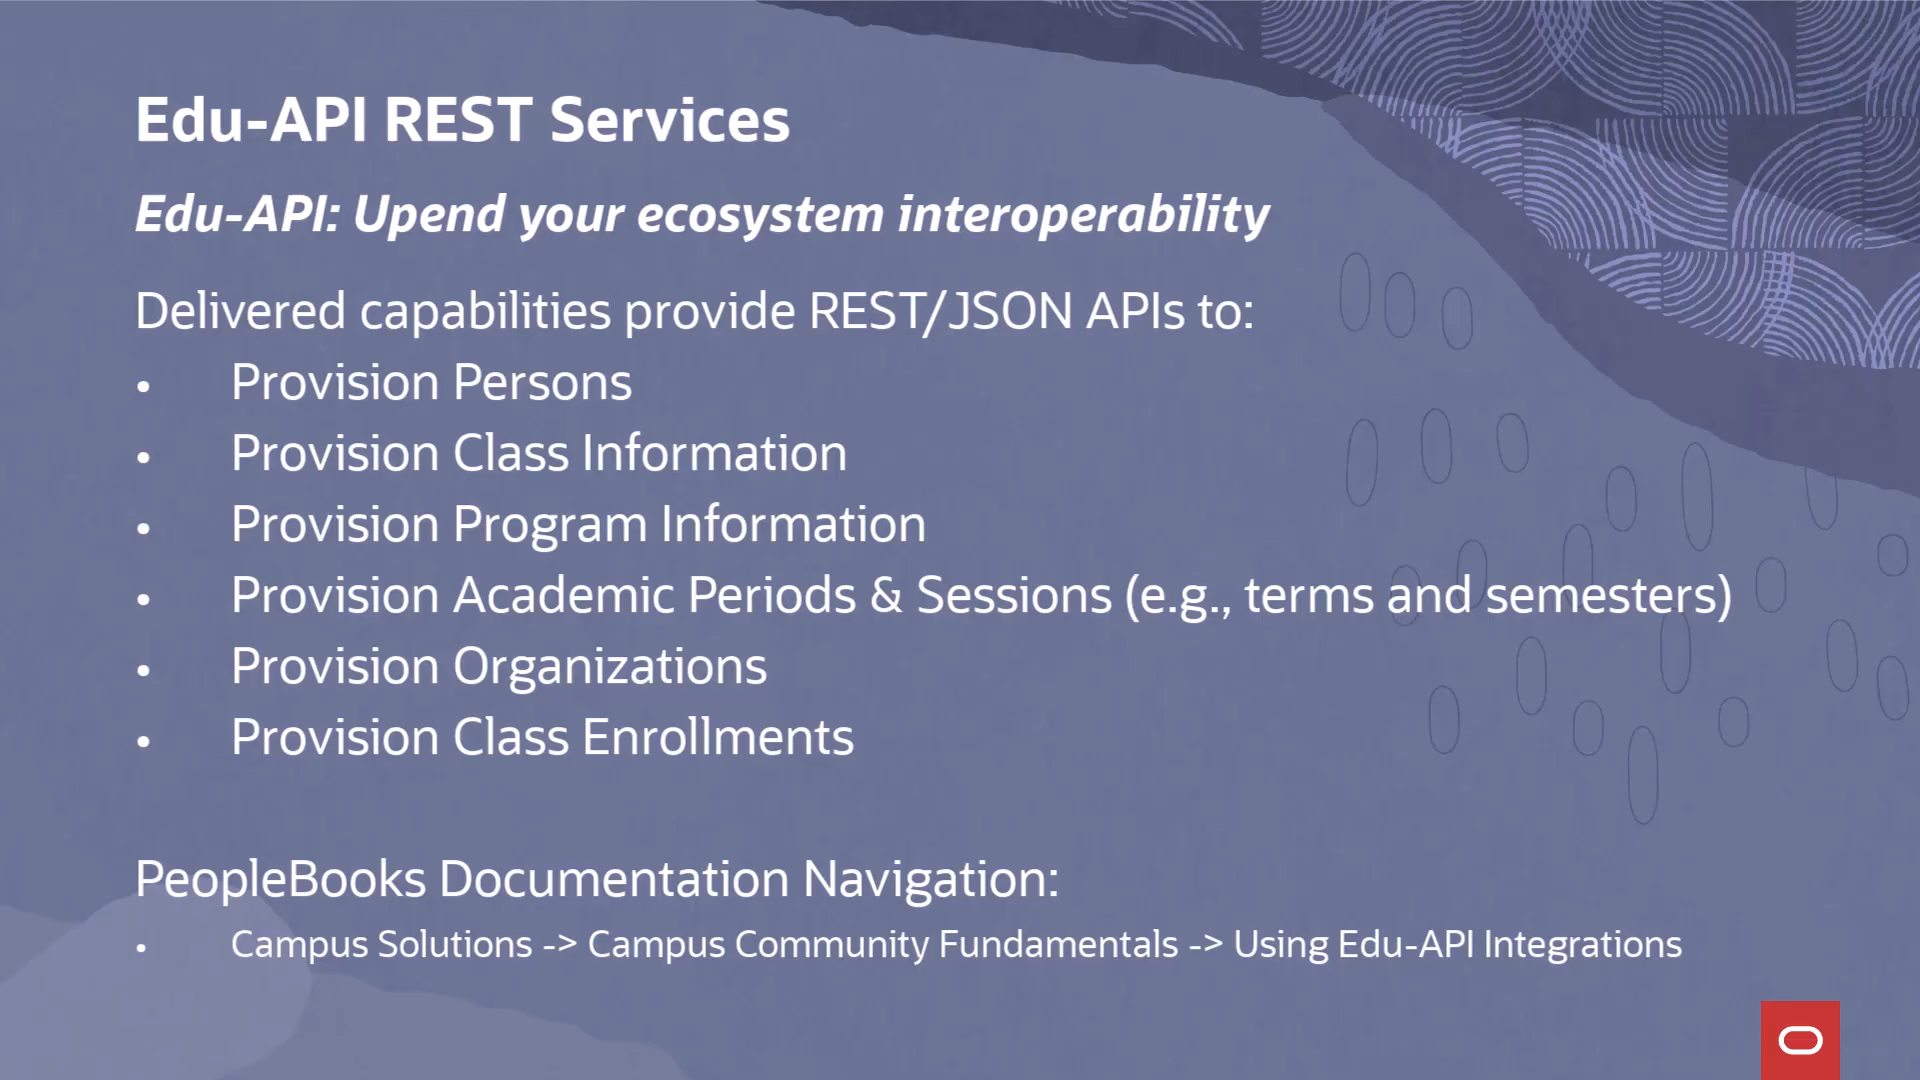 Edu-API REST Services
Edu-API: Upend your ecosystem interoperability
Delivered capabilities provide REST/JSON APIs to:
• Provision Persons
• Provision Class Information
• Provision Program Information
• Provision Academic Periods & Sessions (e.g., terms and semesters)
• Provision Organizations
• Provision Class Enrollments
PeopleBooks Documentation Navigation:
• Campus Solutions -> Campus Community Fundamentals -> Using Edu-API Integrations